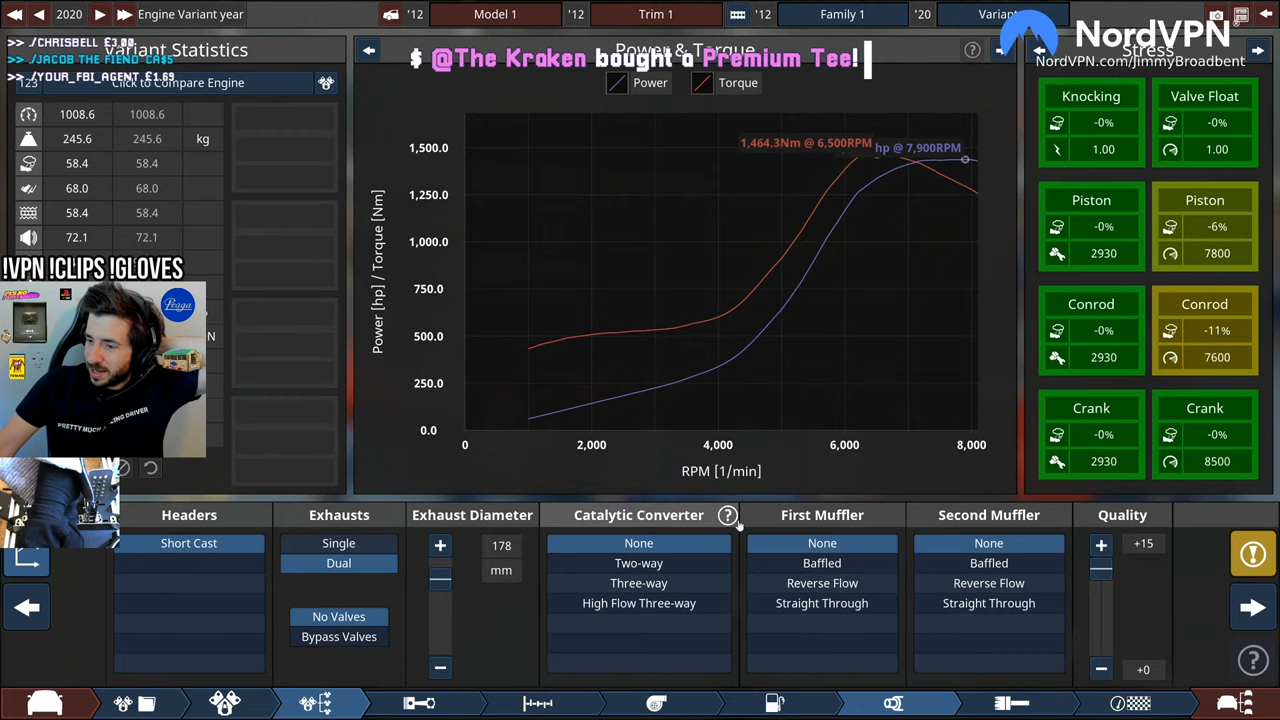 2020
Engine Variant year
'12
Model 1
'12
Trim 1
'12
Family 1
'20
Variant
>> ./CHRISBELL £3.00
>> ./JACOB THE FIEND CA$5
>> ./YOUR_FBI_AGENT £1.69
Variant Statistics
123
Click to Compare Engine
1008.6 1008.6
245.6 245.6 kg
58.4 58.4
68.0 68.0
58.4 58.4
72.1 72.1
N
!VPN !CLIPS !GLOVES
Praga
PRETTY MUCH RACING DRIVER
Power & Torque
$ @The Kraken bought a Premium Tee!
Power
Torque
1,464.3Nm @ 6,500RPM
hp @ 7,900RPM
Power [hp] / Torque [Nm]
1,500.0
1,250.0
1,000.0
750.0
500.0
250.0
0.0
0 2,000 4,000 6,000 8,000
RPM [1/min]
NordVPN
Stress
NordVPN.com/JimmyBroadbent
Knocking
-0%
1.00
Valve Float
-0%
1.00
Piston
-0%
2930
Piston
-6%
7800
Conrod
-0%
2930
Conrod
-11%
7600
Crank
-0%
2930
Crank
-0%
8500
Headers
Short Cast
Exhausts
Single
Dual
No Valves
Bypass Valves
Exhaust Diameter
178
mm
Catalytic Converter
None
Two-way
Three-way
High Flow Three-way
First Muffler
None
Baffled
Reverse Flow
Straight Through
Second Muffler
None
Baffled
Reverse Flow
Straight Through
Quality
+15
+0